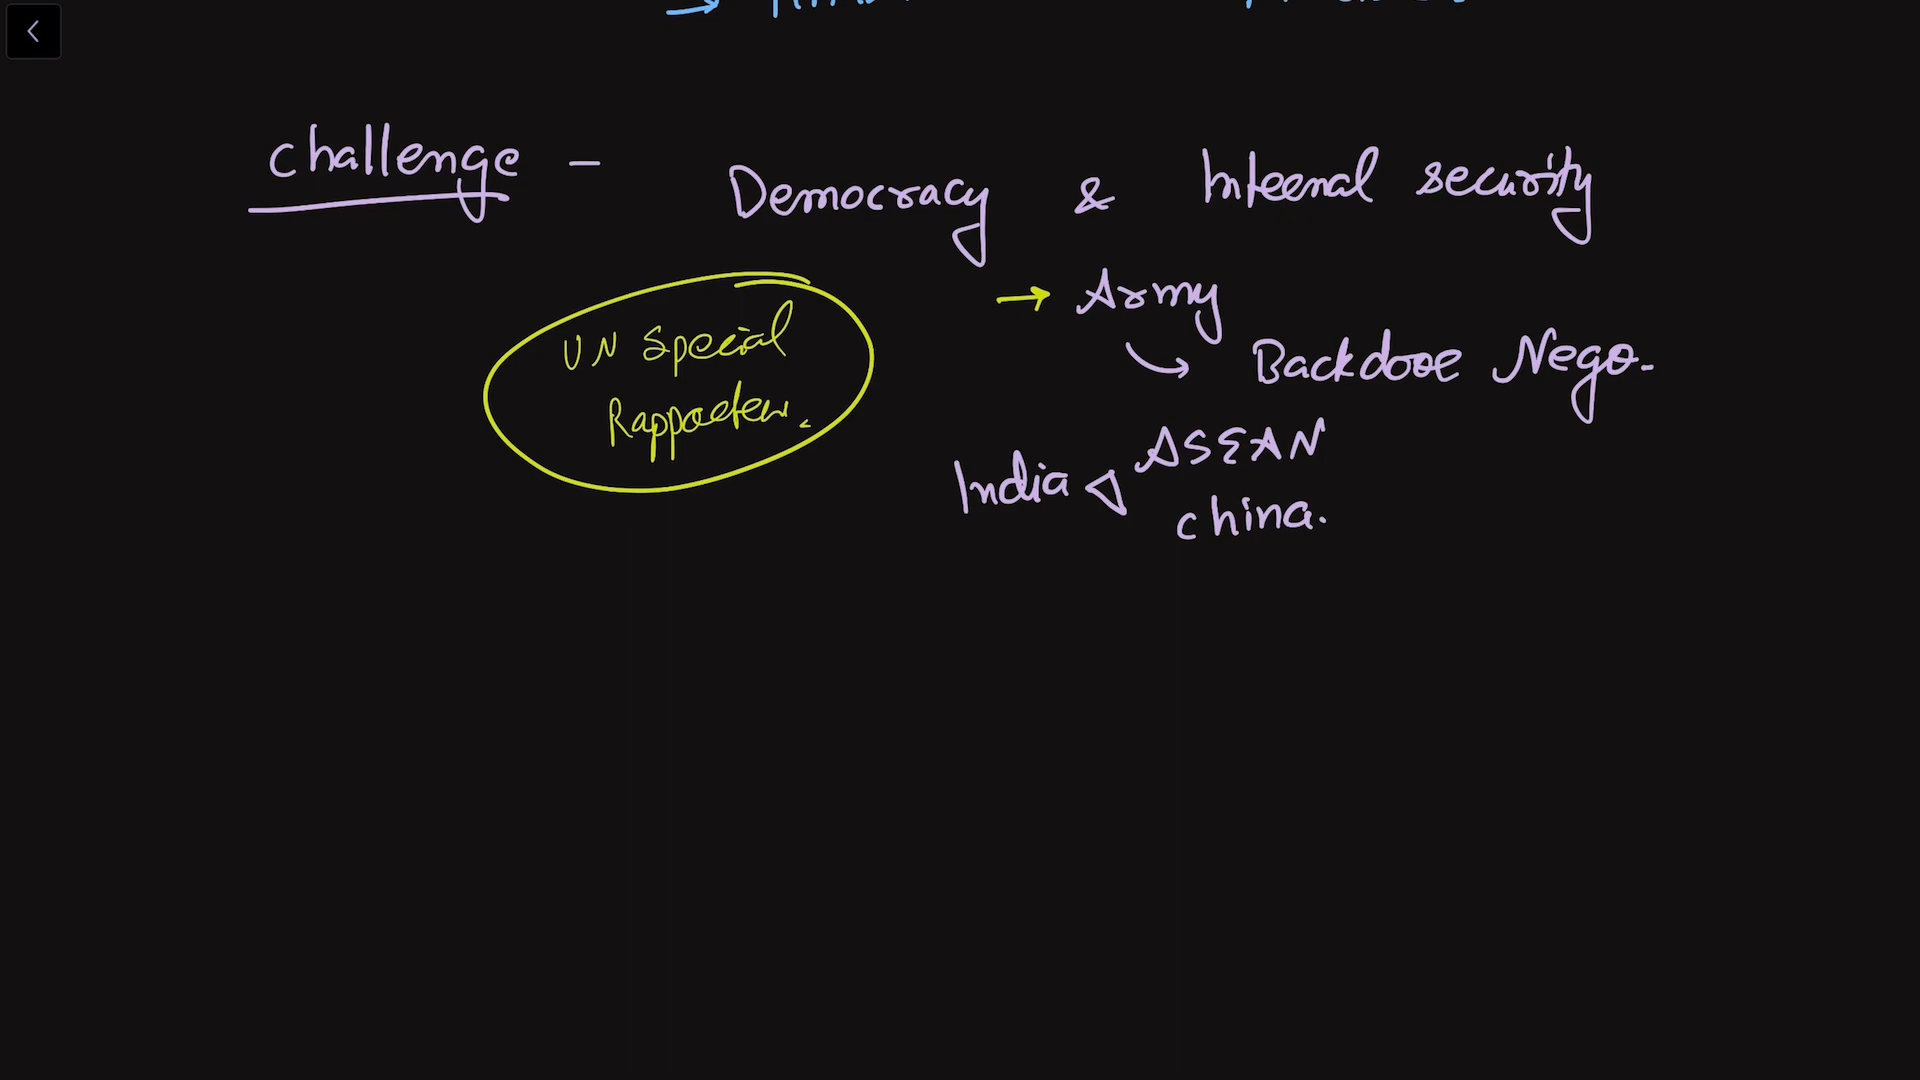 challenge - Democracy & Internal security
→ Army
Backdoor Nego.
UN Special
Rapporteur.
India ASEAN
china.